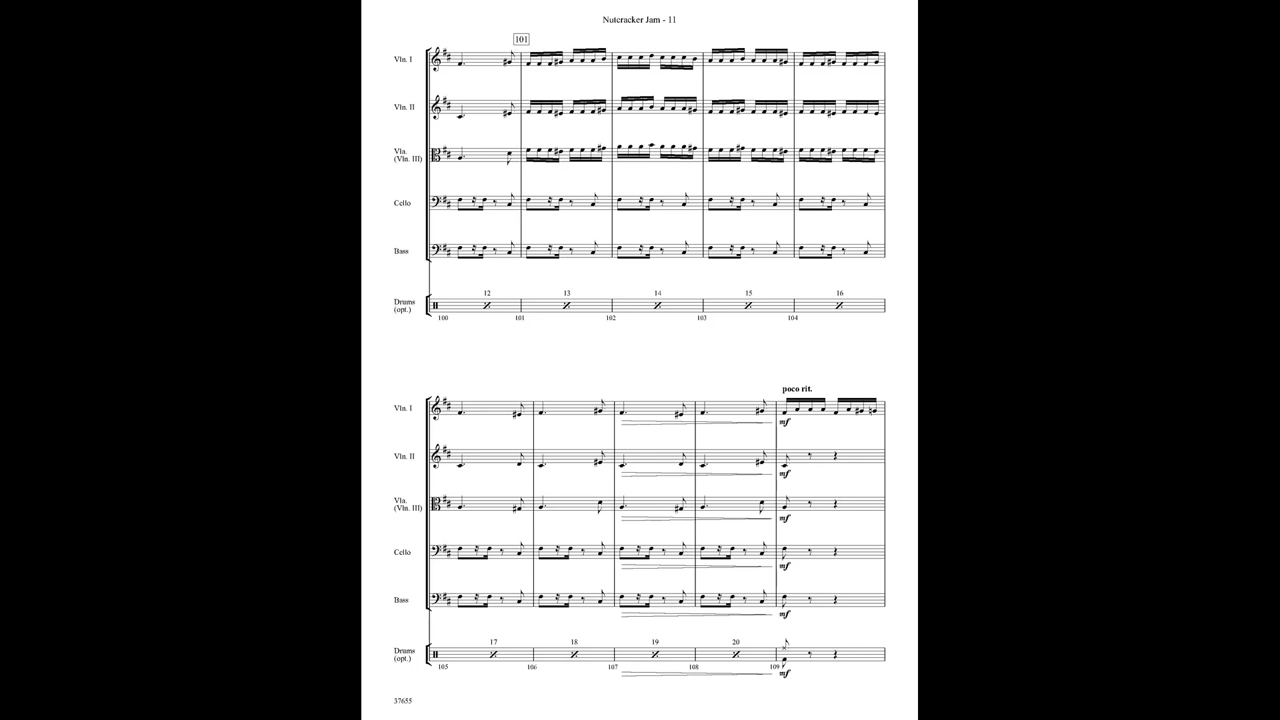 Nutcracker Jam - 11
101
Vln. I
Vln. II
Vla.
(Vln. III)
Cello
Bass
Drums
(opt.)
12 13 14 15 16
100 101 102 103 104
poco rit.
Vln. I
mf
Vln. II
mf
Vla.
(Vln. III)
mf
Cello
mf
Bass
mf
Drums
(opt.)
17 18 19 20
105 106 107 108 109
mf
37655